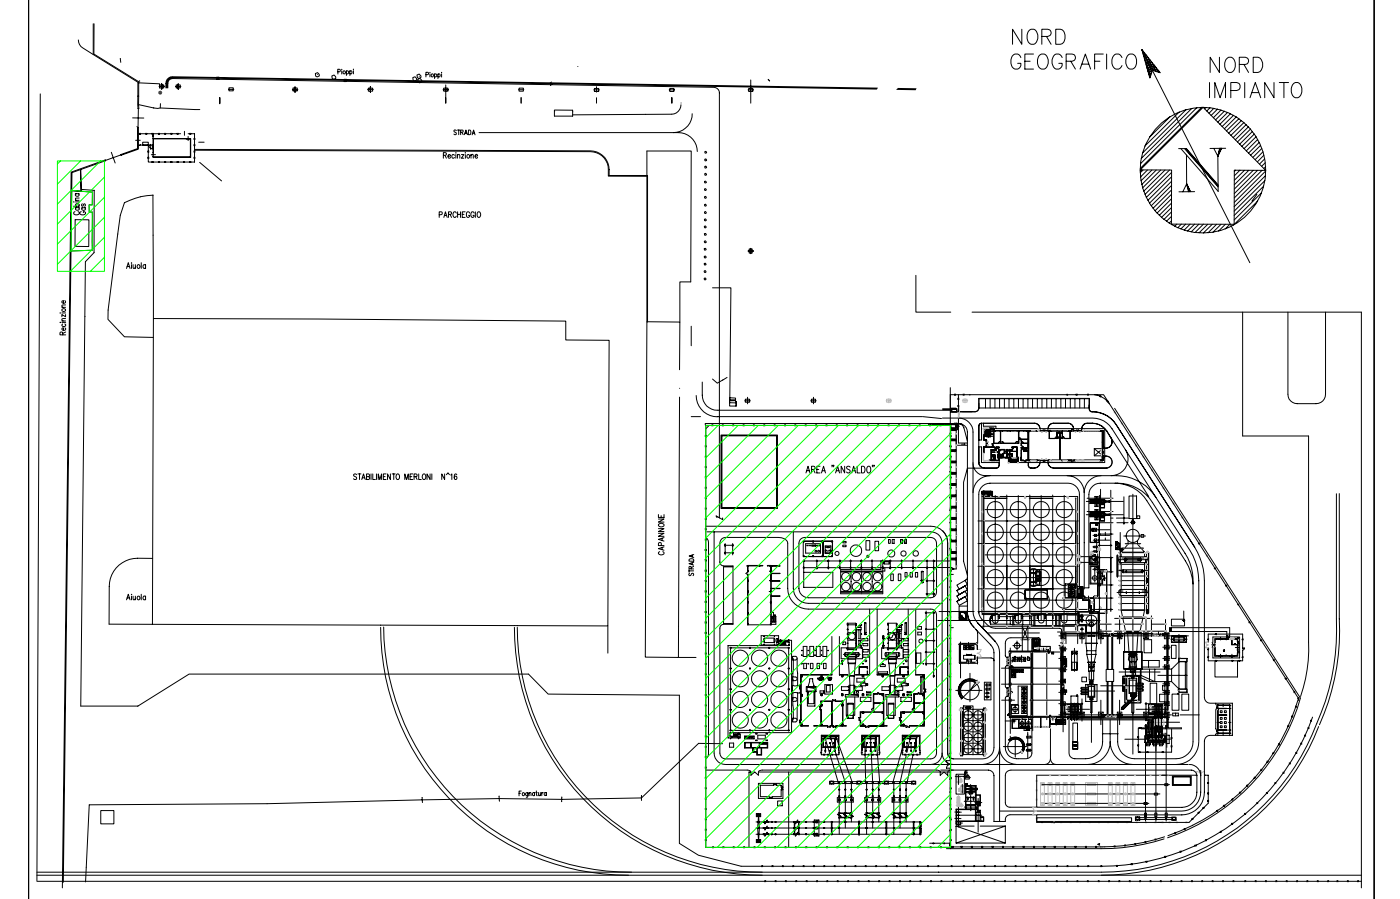 NORD
GEOGRAFICO
NORD
IMPIANTO
N
Pioppi
Pioppi
STRADA
Recinzione
Cabina
Gas
PARCHEGGIO
Aiuola
Recinzione
AREA "ANSALDO"
STABILIMENTO MERLONI N^16
CAPANNONE
STRADA
Aiuola
Fognatura